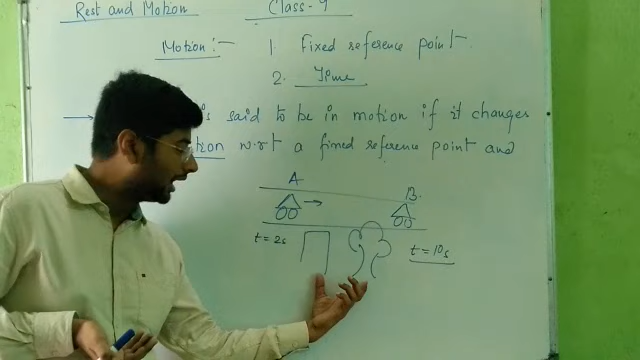 Rest and Motion Class-9
Motion :- 1. Fixed reference point
2. Time
→ is said to be in motion if it changes
w.r.t a fixed reference point and
A B
t = 2s t = 10s